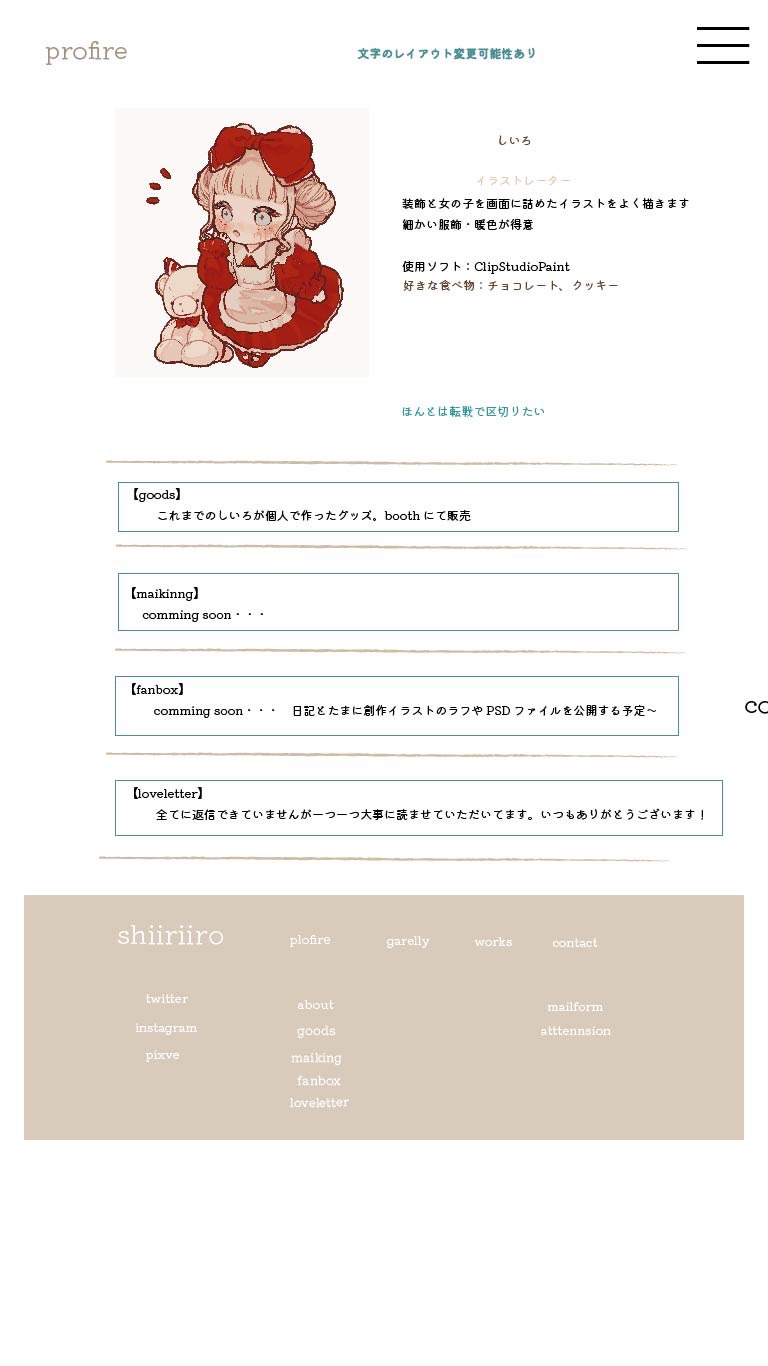 profire
文字のレイアウト変更可能性あり
しいろ
イラストレーター
装飾と女の子を画面に詰めたイラストをよく描きます
細かい服飾・暖色が得意
使用ソフト：ClipStudioPaint
好きな食べ物：チョコレート、クッキー
ほんとは転載で区切りたい
【goods】
これまでのしいろが個人で作ったグッズ。booth にて販売
【maikinng】
comming soon・・・
【fanbox】
comming soon・・・ 日記とたまに創作イラストのラフや PSD ファイルを公開する予定～
co
【loveletter】
全てに返信できていませんが一つ一つ大事に読ませていただいてます。いつもありがとうございます！
shiiriiro
plofire garelly works contact
twitter
instagram
pixve
about
goods
maiking
fanbox
loveletter
mailform
atttennsion